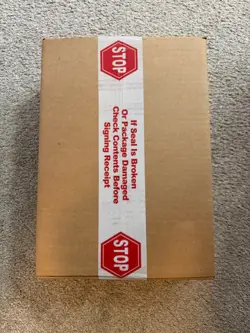 STOP
If Seal Is Broken
Or Package Damaged
Check Contents Before
Signing Receipt
STOP